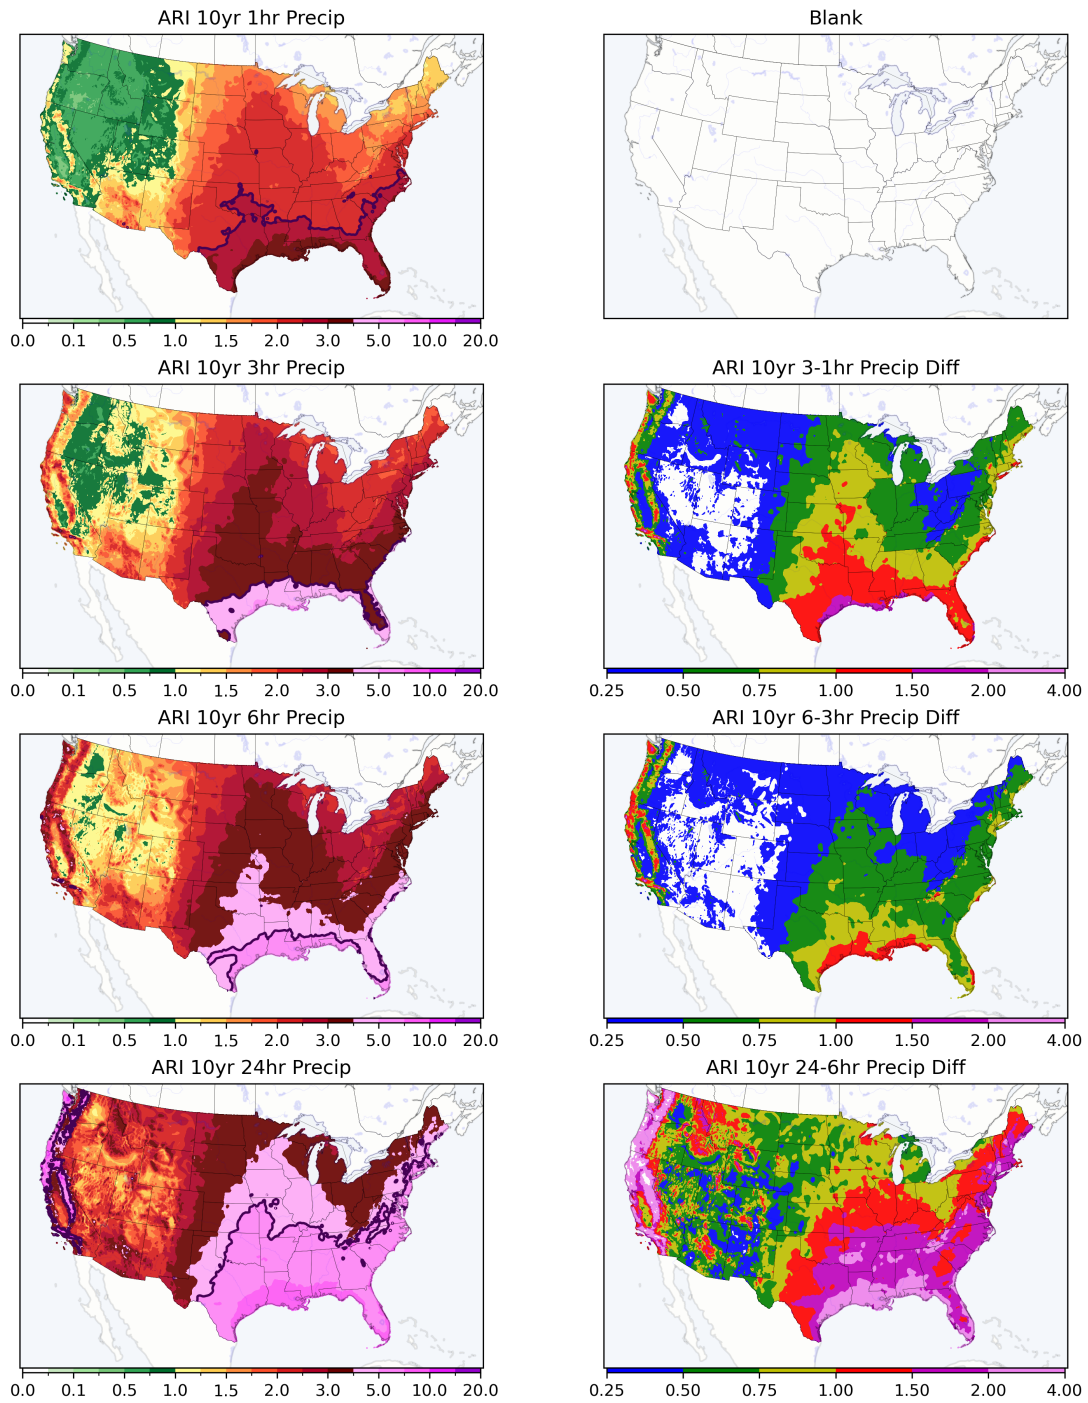 ARI 10yr 1hr Precip
Blank
0.0 0.1 0.5 1.0 1.5 2.0 3.0 5.0 10.0 20.0
ARI 10yr 3hr Precip
ARI 10yr 3-1hr Precip Diff
0.0 0.1 0.5 1.0 1.5 2.0 3.0 5.0 10.0 20.0
0.25 0.50 0.75 1.00 1.50 2.00 4.00
ARI 10yr 6hr Precip
ARI 10yr 6-3hr Precip Diff
0.0 0.1 0.5 1.0 1.5 2.0 3.0 5.0 10.0 20.0
0.25 0.50 0.75 1.00 1.50 2.00 4.00
ARI 10yr 24hr Precip
ARI 10yr 24-6hr Precip Diff
0.0 0.1 0.5 1.0 1.5 2.0 3.0 5.0 10.0 20.0
0.25 0.50 0.75 1.00 1.50 2.00 4.00